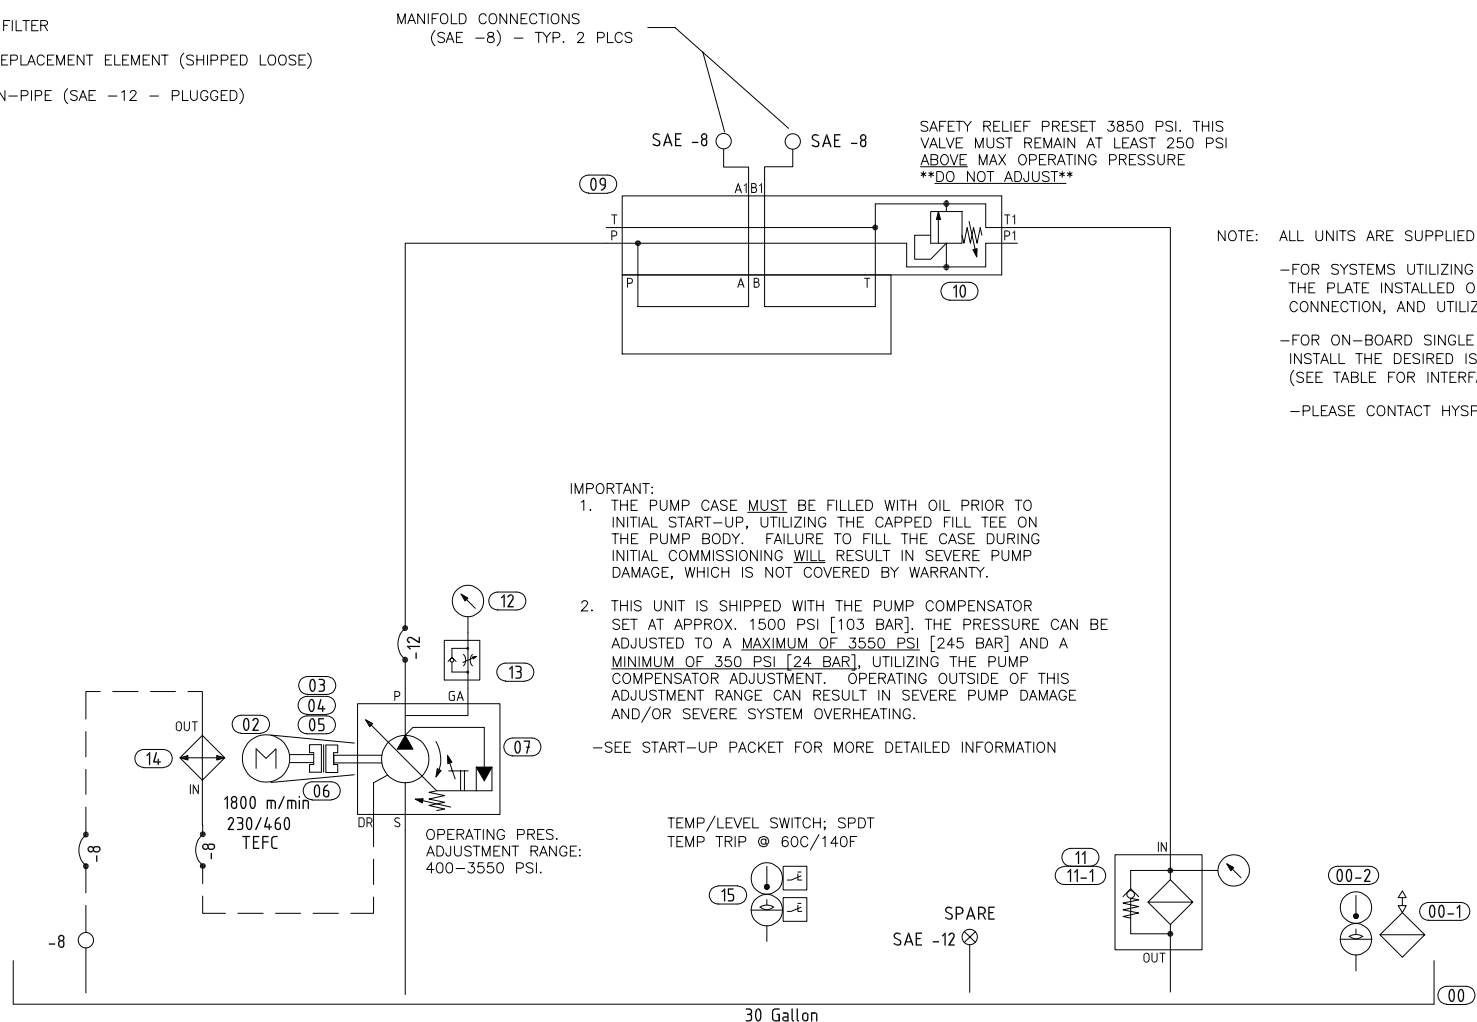 FILTER
EPLACEMENT ELEMENT (SHIPPED LOOSE)
N-PIPE (SAE -12 - PLUGGED)
MANIFOLD CONNECTIONS
(SAE -8) - TYP. 2 PLCS
SAE -8
SAE -8
SAFETY RELIEF PRESET 3850 PSI. THIS
VALVE MUST REMAIN AT LEAST 250 PSI
ABOVE MAX OPERATING PRESSURE
**DO NOT ADJUST**
09
A1 B1
T
P
T1
P1
P
A
B
T
10
NOTE: ALL UNITS ARE SUPPLIED
-FOR SYSTEMS UTILIZING
THE PLATE INSTALLED O
CONNECTION, AND UTILIZ
-FOR ON-BOARD SINGLE
INSTALL THE DESIRED IS
(SEE TABLE FOR INTERFA
-PLEASE CONTACT HYSP
IMPORTANT:
1. THE PUMP CASE MUST BE FILLED WITH OIL PRIOR TO
INITIAL START-UP, UTILIZING THE CAPPED FILL TEE ON
THE PUMP BODY. FAILURE TO FILL THE CASE DURING
INITIAL COMMISSIONING WILL RESULT IN SEVERE PUMP
DAMAGE, WHICH IS NOT COVERED BY WARRANTY.
2. THIS UNIT IS SHIPPED WITH THE PUMP COMPENSATOR
SET AT APPROX. 1500 PSI [103 BAR]. THE PRESSURE CAN BE
ADJUSTED TO A MAXIMUM OF 3550 PSI [245 BAR] AND A
MINIMUM OF 350 PSI [24 BAR], UTILIZING THE PUMP
COMPENSATOR ADJUSTMENT. OPERATING OUTSIDE OF THIS
ADJUSTMENT RANGE CAN RESULT IN SEVERE PUMP DAMAGE
AND/OR SEVERE SYSTEM OVERHEATING.
-SEE START-UP PACKET FOR MORE DETAILED INFORMATION
12
-12
13
03
04
05
P
GA
OUT
02
M
14
07
IN
06
1800 m/min
230/460
TEFC
DR
S
OPERATING PRES.
ADJUSTMENT RANGE:
400-3550 PSI.
-8
-8
-8
TEMP/LEVEL SWITCH; SPDT
TEMP TRIP @ 60C/140F
15
SPARE
SAE -12
IN
11
11-1
OUT
00-2
00-1
00
30 Gallon